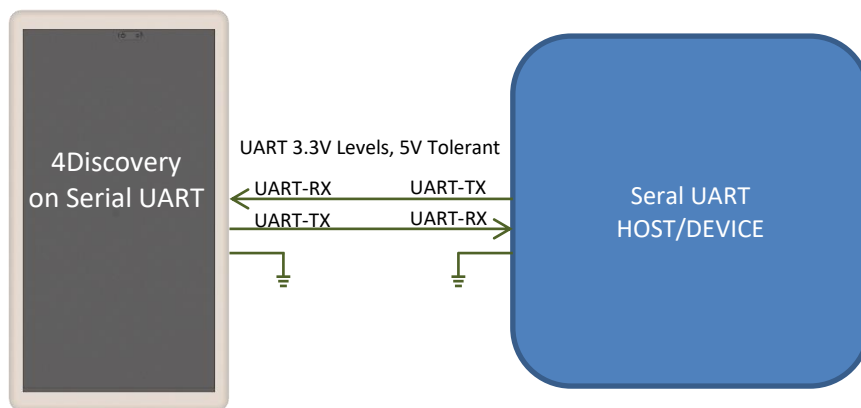 4Discovery
on Serial UART
UART 3.3V Levels, 5V Tolerant
UART-RX UART-TX
UART-TX UART-RX
Seral UART
HOST/DEVICE